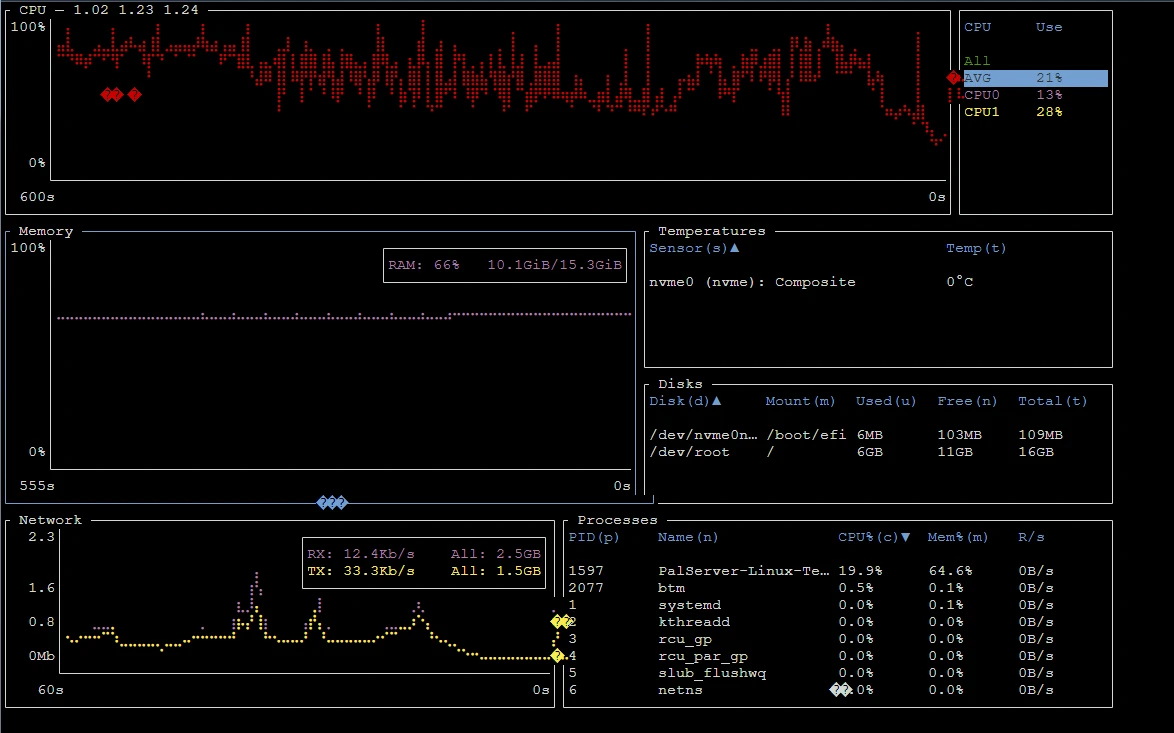 CPU — 1.02 1.23 1.24
100%
0%
600s 0s
CPU Use
All
AVG 21%
CPU0 13%
CPU1 28%
Memory
100%
RAM: 66% 10.1GiB/15.3GiB
0%
555s 0s
Temperatures
Sensor(s)▲ Temp(t)
nvme0 (nvme): Composite 0°C
Disks
Disk(d)▲ Mount(m) Used(u) Free(n) Total(t)
/dev/nvme0n… /boot/efi 6MB 103MB 109MB
/dev/root / 6GB 11GB 16GB
Network
2.3
1.6
0.8
0Mb
RX: 12.4Kb/s All: 2.5GB
TX: 33.3Kb/s All: 1.5GB
60s 0s
Processes
PID(p) Name(n) CPU%(c)▼ Mem%(m) R/s
1597 PalServer-Linux-Te… 19.9% 64.6% 0B/s
2077 btm 0.5% 0.1% 0B/s
1 systemd 0.0% 0.1% 0B/s
2 kthreadd 0.0% 0.0% 0B/s
3 rcu_gp 0.0% 0.0% 0B/s
4 rcu_par_gp 0.0% 0.0% 0B/s
5 slub_flushwq 0.0% 0.0% 0B/s
6 netns ��.0% 0.0% 0B/s